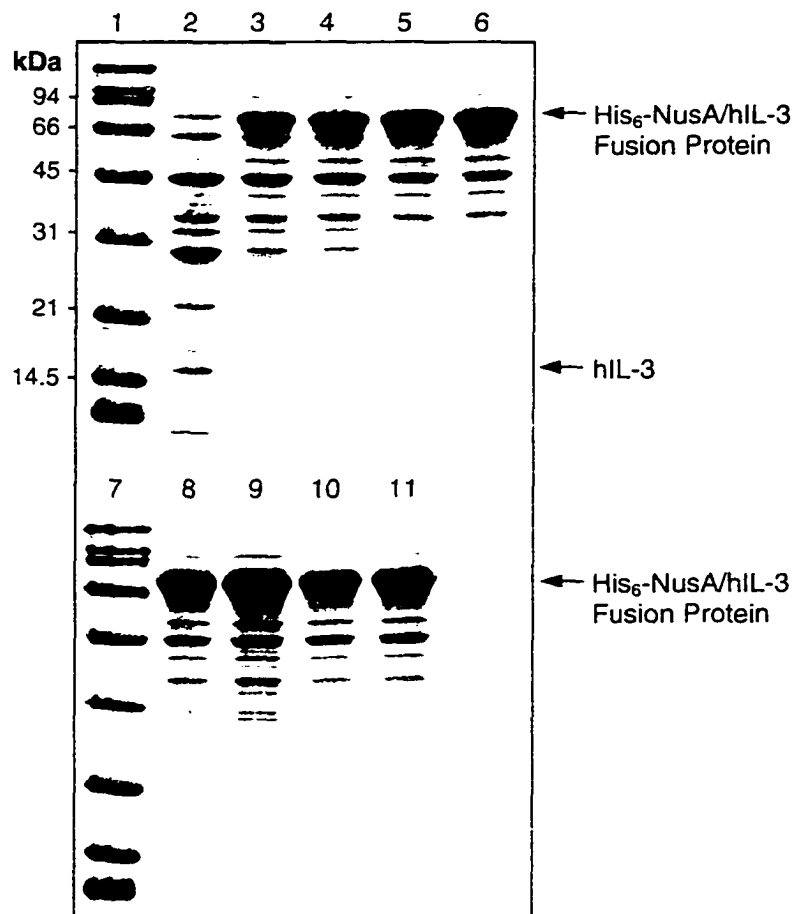 1 2 3 4 5 6
kDa
94
66
45
31
21
14.5
His₆-NusA/hIL-3
Fusion Protein
hIL-3
7 8 9 10 11
His₆-NusA/hIL-3
Fusion Protein